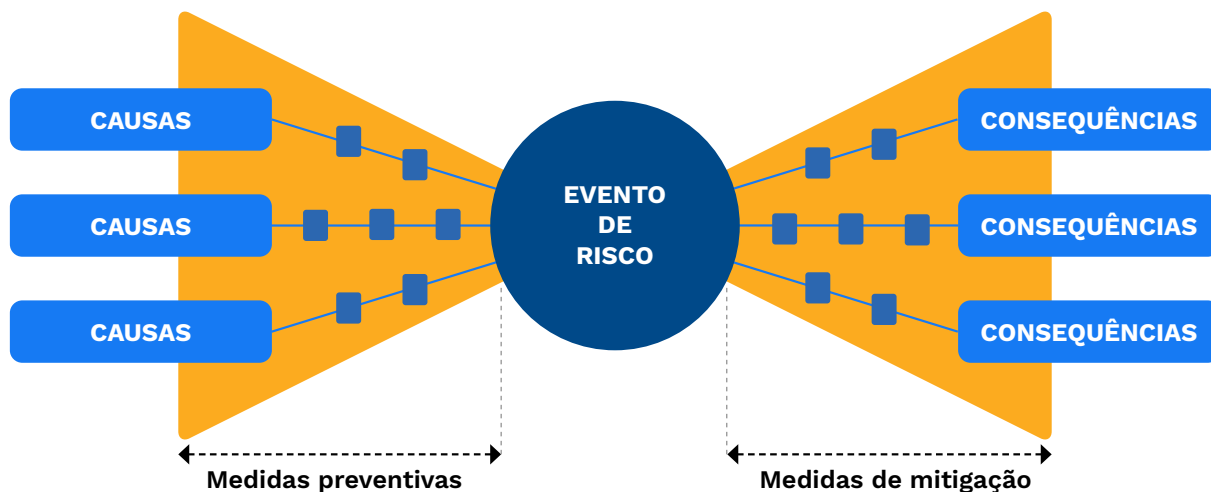 CAUSAS
CONSEQUÊNCIAS
CAUSAS
EVENTO
DE
RISCO
CONSEQUÊNCIAS
CAUSAS
CONSEQUÊNCIAS
Medidas preventivas
Medidas de mitigação